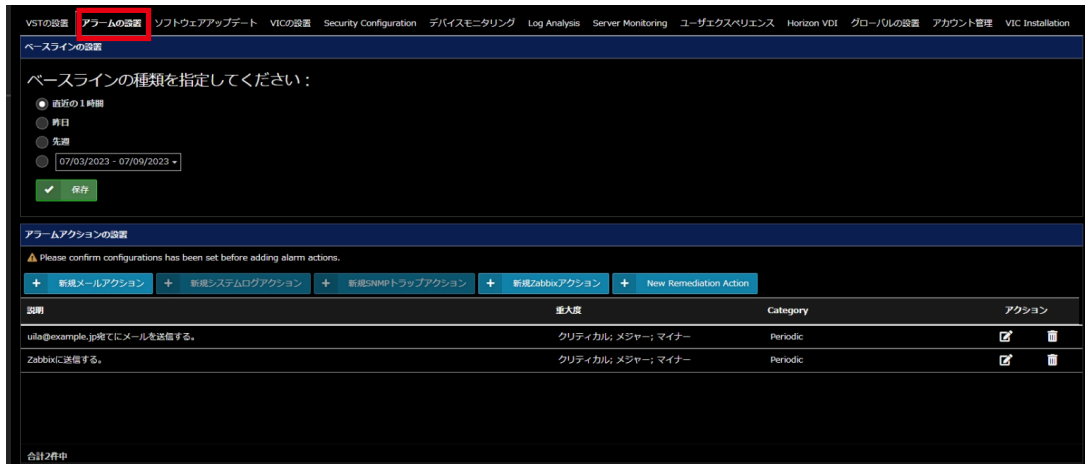 VSTの設置 アラームの設置 ソフトウェアアップデート VICの設置 Security Configuration デバイスモニタリング Log Analysis Server Monitoring ユーザエクスペリエンス Horizon VDI グローバルの設置 アカウント管理 VIC Installation
ベースラインの設置
ベースラインの種類を指定してください：
直近の１時間
昨日
先週
07/03/2023 - 07/09/2023
保存
アラームアクションの設置
Please confirm configurations has been set before adding alarm actions.
+ 新規メールアクション + 新規システムログアクション + 新規SNMPトラップアクション + 新規Zabbixアクション + New Remediation Action
説明 重大度 Category アクション
uila@example.jp宛てにメールを送信する。 クリティカル; メジャー; マイナー Periodic
Zabbixに送信する。 クリティカル; メジャー; マイナー Periodic
合計2件中